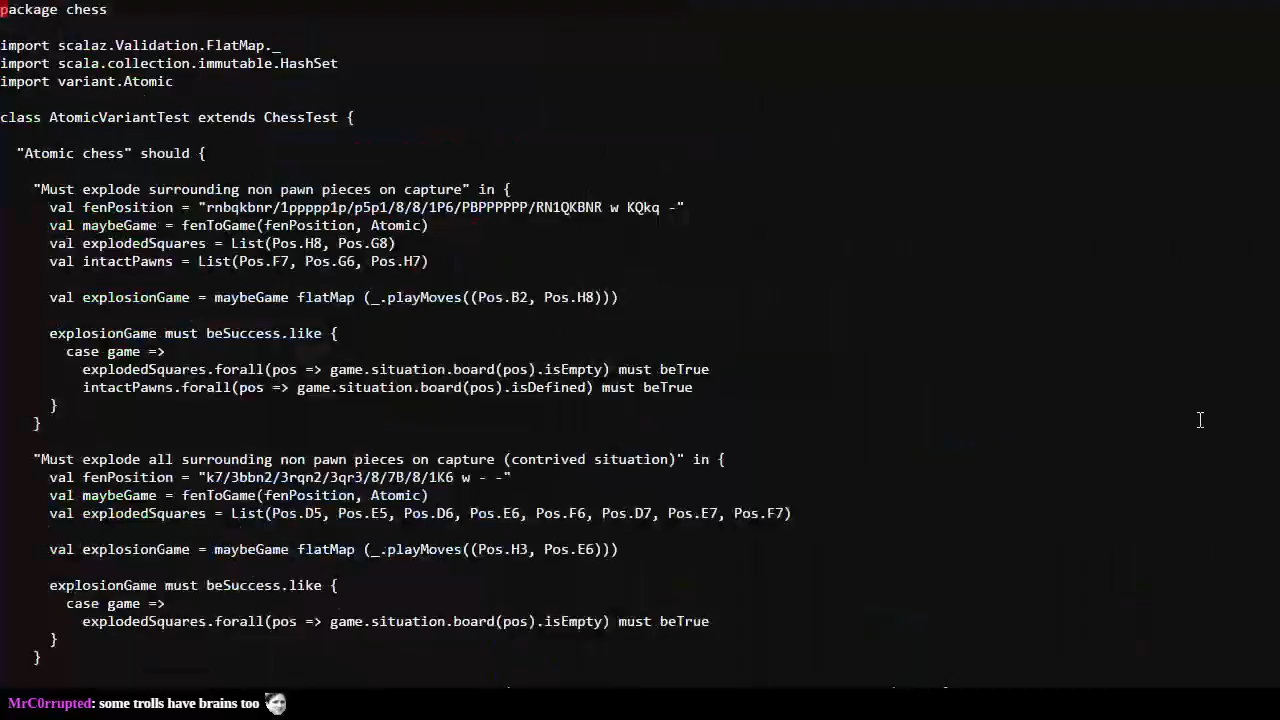 package chess
import scalaz.Validation.FlatMap._
import scala.collection.immutable.HashSet
import variant.Atomic
class AtomicVariantTest extends ChessTest {
"Atomic chess" should {
"Must explode surrounding non pawn pieces on capture" in {
val fenPosition = "rnbqkbnr/1ppppp1p/p5p1/8/8/1P6/PBPPPPPP/RN1QKBNR w KQkq -"
val maybeGame = fenToGame(fenPosition, Atomic)
val explodedSquares = List(Pos.H8, Pos.G8)
val intactPawns = List(Pos.F7, Pos.G6, Pos.H7)
val explosionGame = maybeGame flatMap (_.playMoves((Pos.B2, Pos.H8)))
explosionGame must beSuccess.like {
case game =>
explodedSquares.forall(pos => game.situation.board(pos).isEmpty) must beTrue
intactPawns.forall(pos => game.situation.board(pos).isDefined) must beTrue
}
}
"Must explode all surrounding non pawn pieces on capture (contrived situation)" in {
val fenPosition = "k7/3bbn2/3rqn2/3qr3/8/7B/8/1K6 w - -"
val maybeGame = fenToGame(fenPosition, Atomic)
val explodedSquares = List(Pos.D5, Pos.E5, Pos.D6, Pos.E6, Pos.F6, Pos.D7, Pos.E7, Pos.F7)
val explosionGame = maybeGame flatMap (_.playMoves((Pos.H3, Pos.E6)))
explosionGame must beSuccess.like {
case game =>
explodedSquares.forall(pos => game.situation.board(pos).isEmpty) must beTrue
}
}
MrC0rrupted: some trolls have brains too